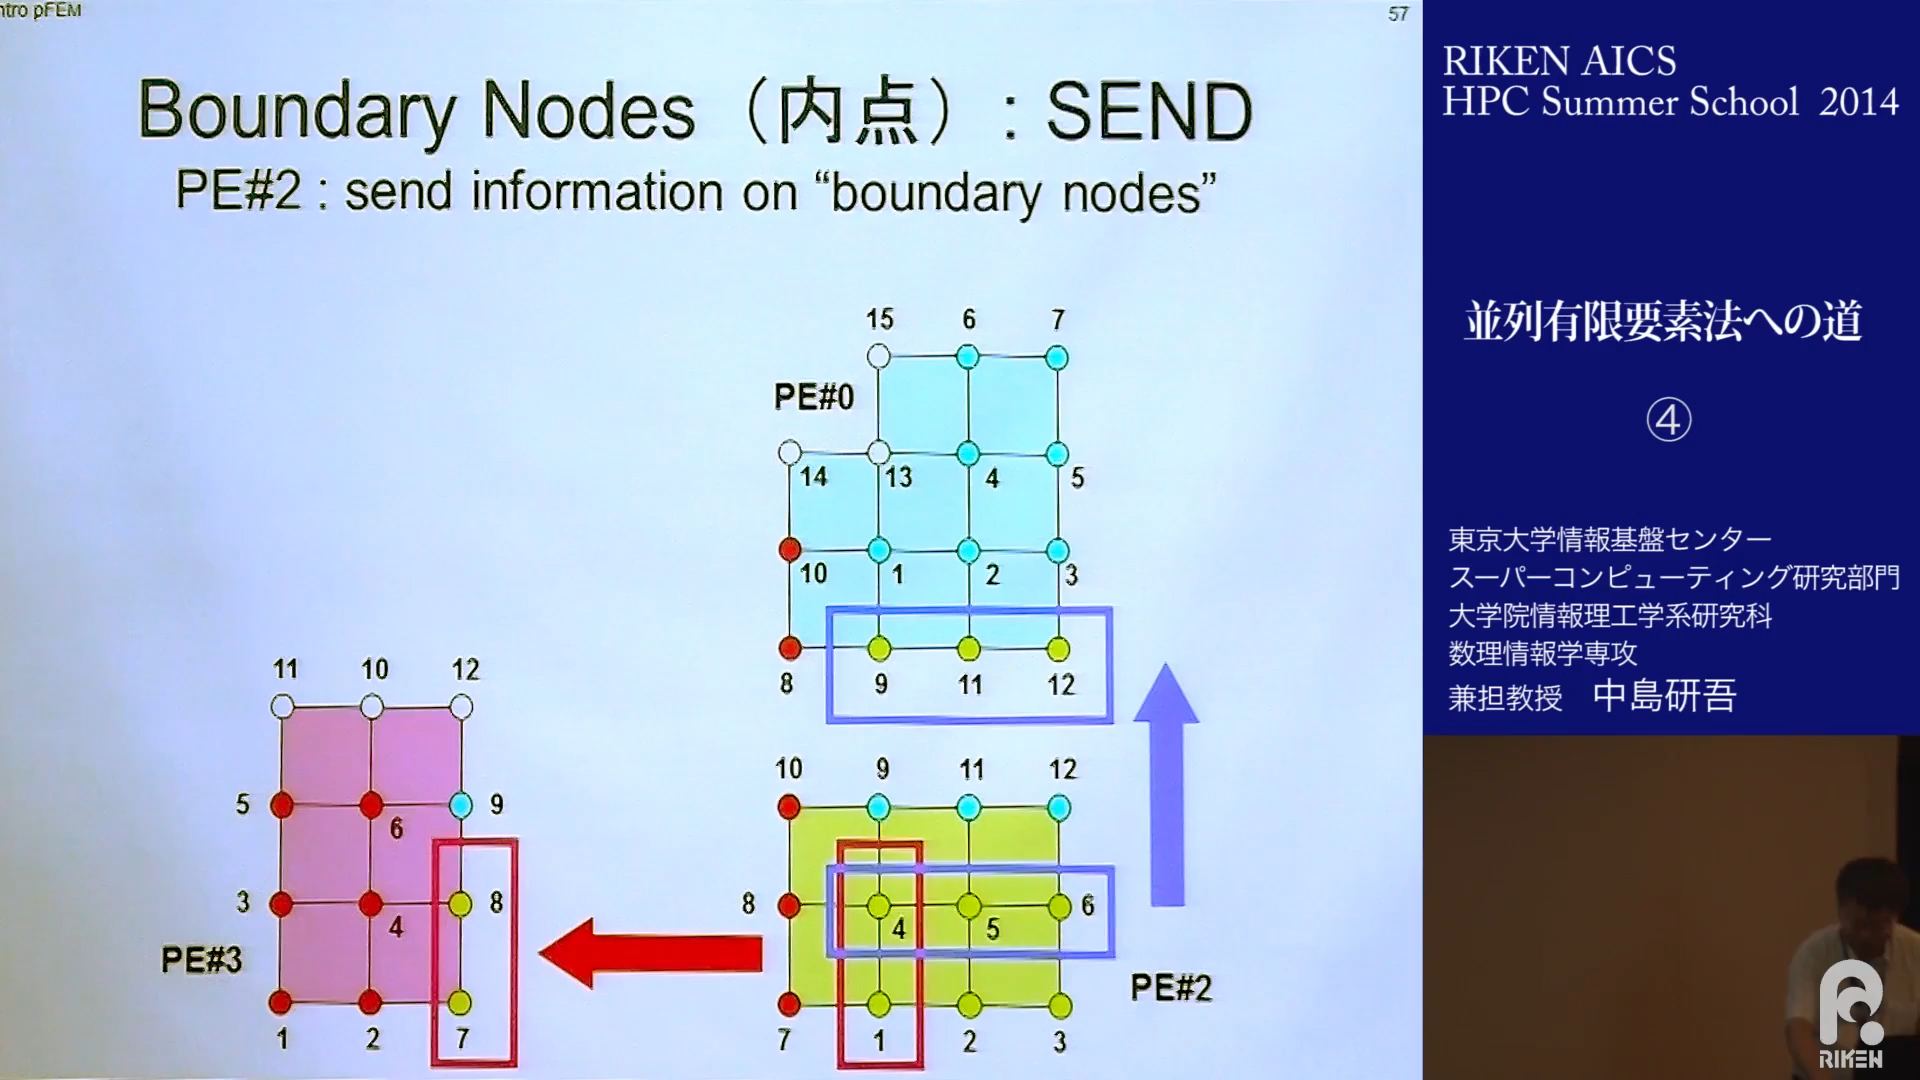 ntro pFEM
57
Boundary Nodes（内点）: SEND
PE#2 : send information on “boundary nodes”
15 6 7
PE#0
14 13 4 5
10 1 2 3
8 9 11 12
11 10 12
5 9
6
3 8
4
PE#3
1 2 7
10 9 11 12
8 6
4 5
PE#2
7 1 2 3
RIKEN AICS
HPC Summer School 2014
並列有限要素法への道
④
東京大学情報基盤センター
スーパーコンピューティング研究部門
大学院情報理工学系研究科
数理情報学専攻
兼担教授 中島研吾
RIKEN